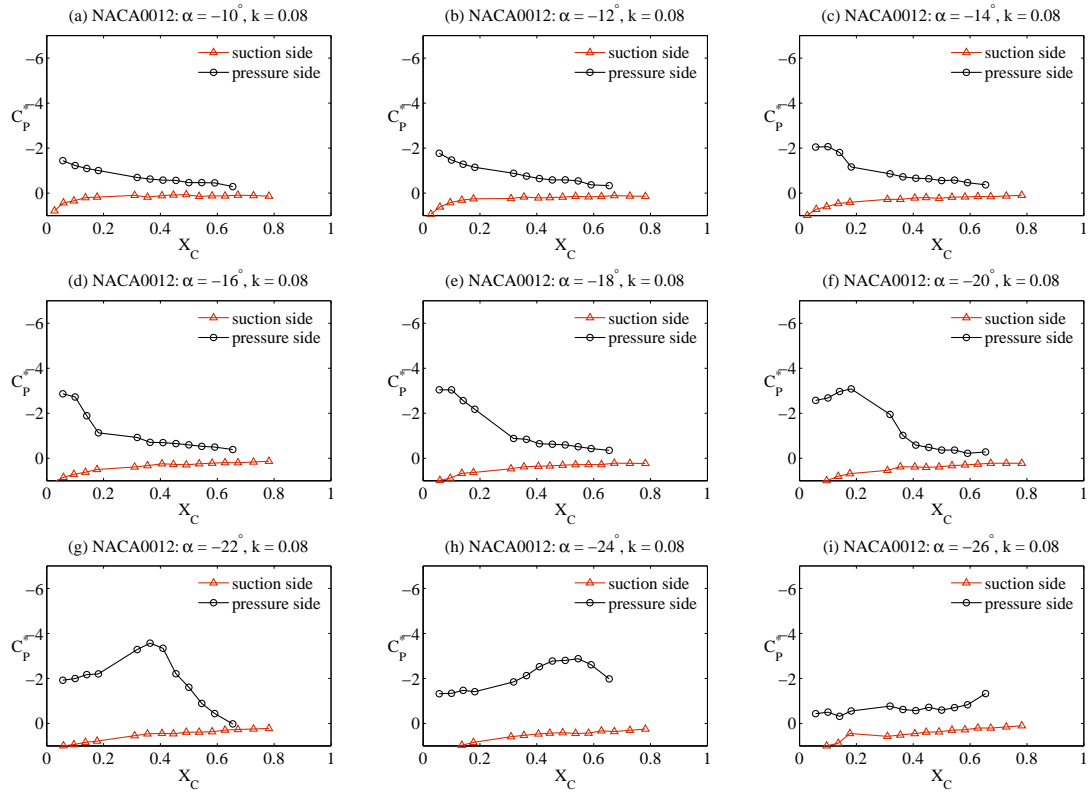 (a) NACA0012: α = −10°, k = 0.08
−6
−4
−2
0
C*P
suction side
pressure side
0 0.2 0.4 0.6 0.8 1
XC
(b) NACA0012: α = −12°, k = 0.08
−6
−4
−2
0
C*P
suction side
pressure side
0 0.2 0.4 0.6 0.8 1
XC
(c) NACA0012: α = −14°, k = 0.08
−6
−4
−2
0
C*P
suction side
pressure side
0 0.2 0.4 0.6 0.8 1
XC
(d) NACA0012: α = −16°, k = 0.08
−6
−4
−2
0
C*P
suction side
pressure side
0 0.2 0.4 0.6 0.8 1
XC
(e) NACA0012: α = −18°, k = 0.08
−6
−4
−2
0
C*P
suction side
pressure side
0 0.2 0.4 0.6 0.8 1
XC
(f) NACA0012: α = −20°, k = 0.08
−6
−4
−2
0
C*P
suction side
pressure side
0 0.2 0.4 0.6 0.8 1
XC
(g) NACA0012: α = −22°, k = 0.08
−6
−4
−2
0
C*P
suction side
pressure side
0 0.2 0.4 0.6 0.8 1
XC
(h) NACA0012: α = −24°, k = 0.08
−6
−4
−2
0
C*P
suction side
pressure side
0 0.2 0.4 0.6 0.8 1
XC
(i) NACA0012: α = −26°, k = 0.08
−6
−4
−2
0
C*P
suction side
pressure side
0 0.2 0.4 0.6 0.8 1
XC